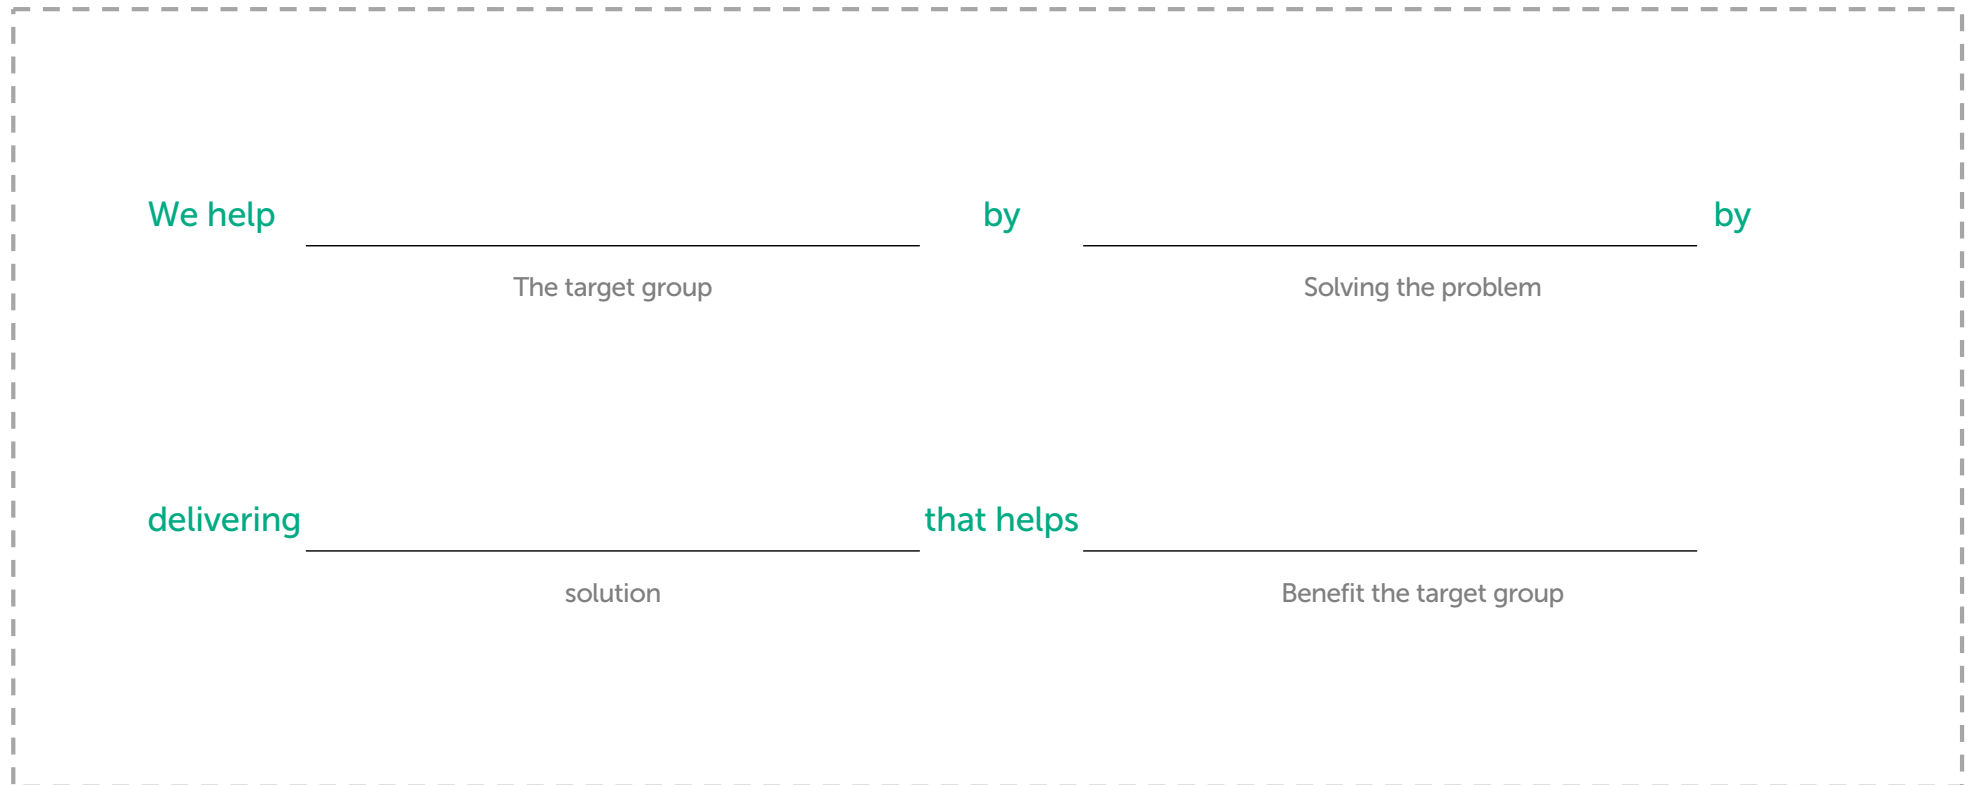 We help by by
The target group Solving the problem
delivering that helps
solution Benefit the target group